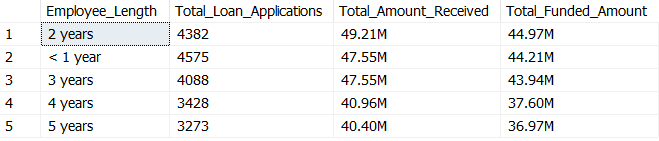 Employee_Length Total_Loan_Applications Total_Amount_Received Total_Funded_Amount
1 2 years 4382 49.21M 44.97M
2 < 1 year 4575 47.55M 44.21M
3 3 years 4088 47.55M 43.94M
4 4 years 3428 40.96M 37.60M
5 5 years 3273 40.40M 36.97M